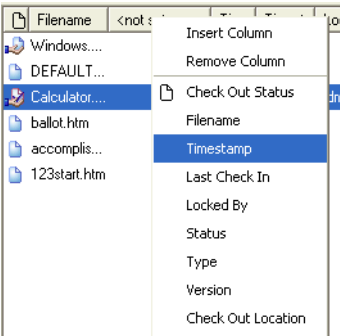 Filename <not s
Windows....
DEFAULT...
Calculator....
ballot.htm
accomplis...
123start.htm
Insert Column
Remove Column
Check Out Status
Filename
Timestamp
Last Check In
Locked By
Status
Type
Version
Check Out Location